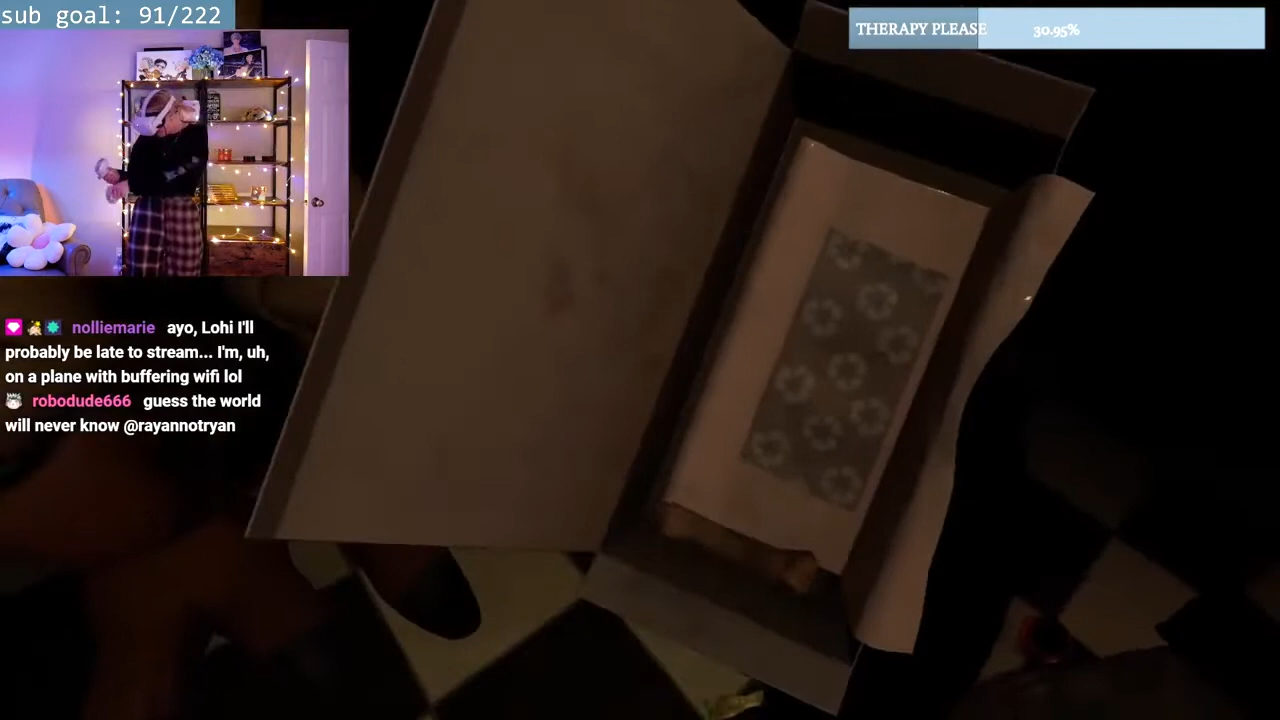 sub goal: 91/222
THERAPY PLEASE 30.95%
nolliemarie ayo, Lohi I'll
probably be late to stream... I'm, uh,
on a plane with buffering wifi lol
robodude666 guess the world
will never know @rayannotryan